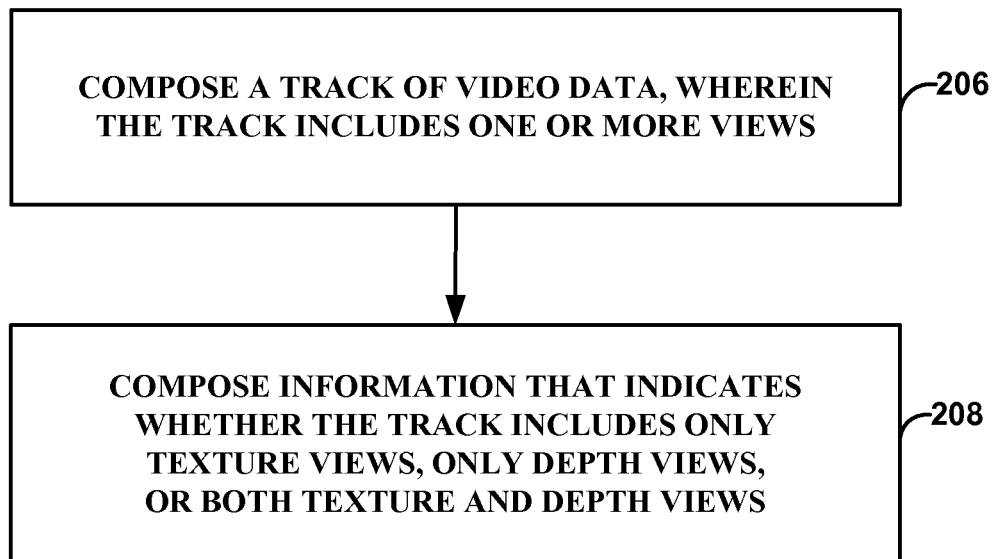 COMPOSE A TRACK OF VIDEO DATA, WHEREIN
THE TRACK INCLUDES ONE OR MORE VIEWS
206
COMPOSE INFORMATION THAT INDICATES
WHETHER THE TRACK INCLUDES ONLY
TEXTURE VIEWS, ONLY DEPTH VIEWS,
OR BOTH TEXTURE AND DEPTH VIEWS
208